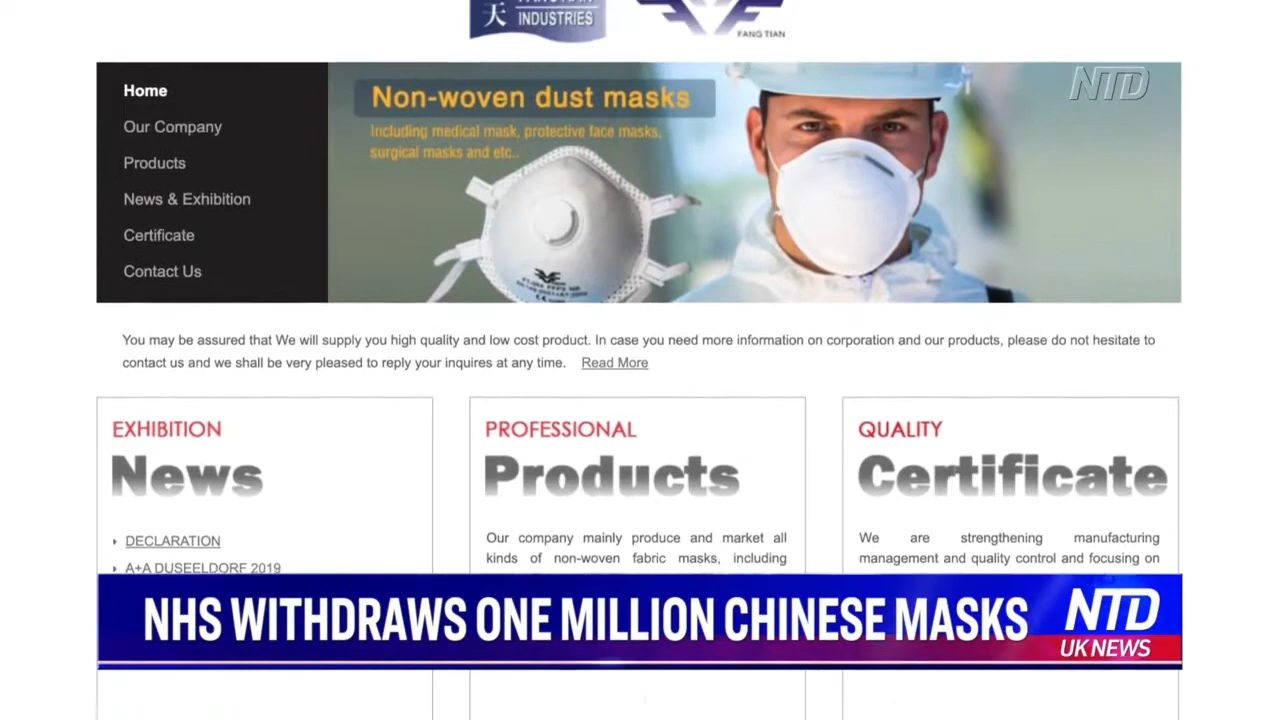 天
INDUSTRIES
FANG TIAN
NTD
Home
Our Company
Products
News & Exhibition
Certificate
Contact Us
Non-woven dust masks
Including medical mask, protective face masks,
surgical masks and etc..
You may be assured that We will supply you high quality and low cost product. In case you need more information on corporation and our products, please do not hesitate to
contact us and we shall be very pleased to reply your inquires at any time. Read More
EXHIBITION
News
DECLARATION
A+A DUSEELDORF 2019
PROFESSIONAL
Products
Our company mainly produce and market all
kinds of non-woven fabric masks, including
QUALITY
Certificate
We are strengthening manufacturing
management and quality control and focusing on
NHS WITHDRAWS ONE MILLION CHINESE MASKS
NTD
UK NEWS